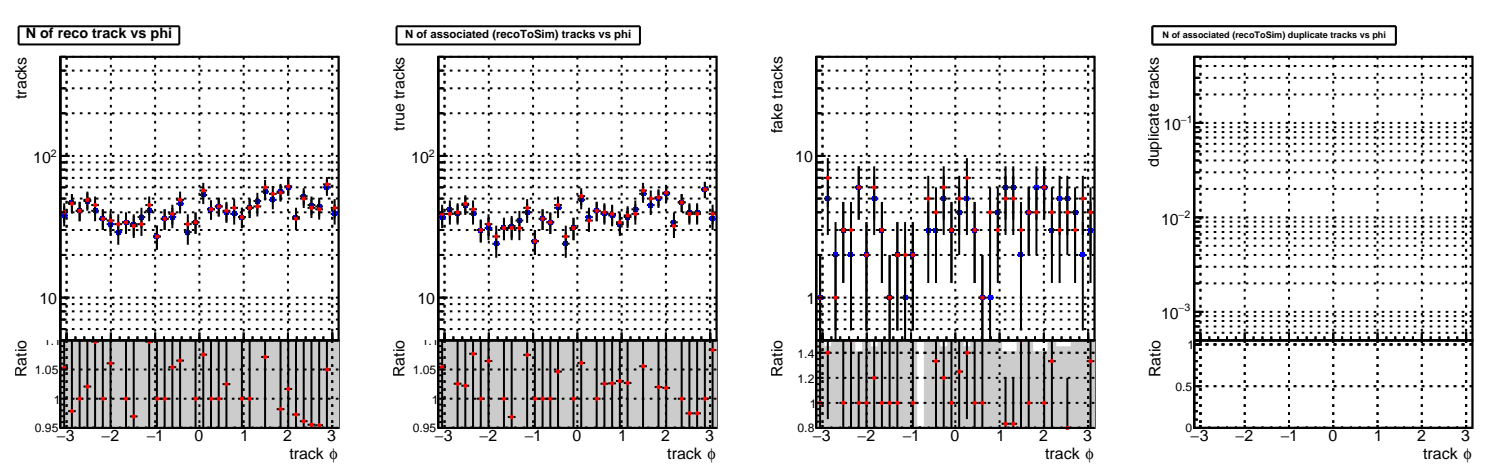 N of reco track vs phi
tracks
10²
10
Ratio
1.05
1
0.95
−3 −2 −1 0 1 2 3
track φ
N of associated (recoToSim) tracks vs phi
true tracks
10²
10
Ratio
1.05
1
0.95
−3 −2 −1 0 1 2 3
track φ
fake tracks
10
1
Ratio
1.4
1.2
1
0.8
−3 −2 −1 0 1 2 3
track φ
N of associated (recoToSim) duplicate tracks vs phi
duplicate tracks
10⁻¹
10⁻²
10⁻³
Ratio
1
0.5
0
−3 −2 −1 0 1 2 3
track φ